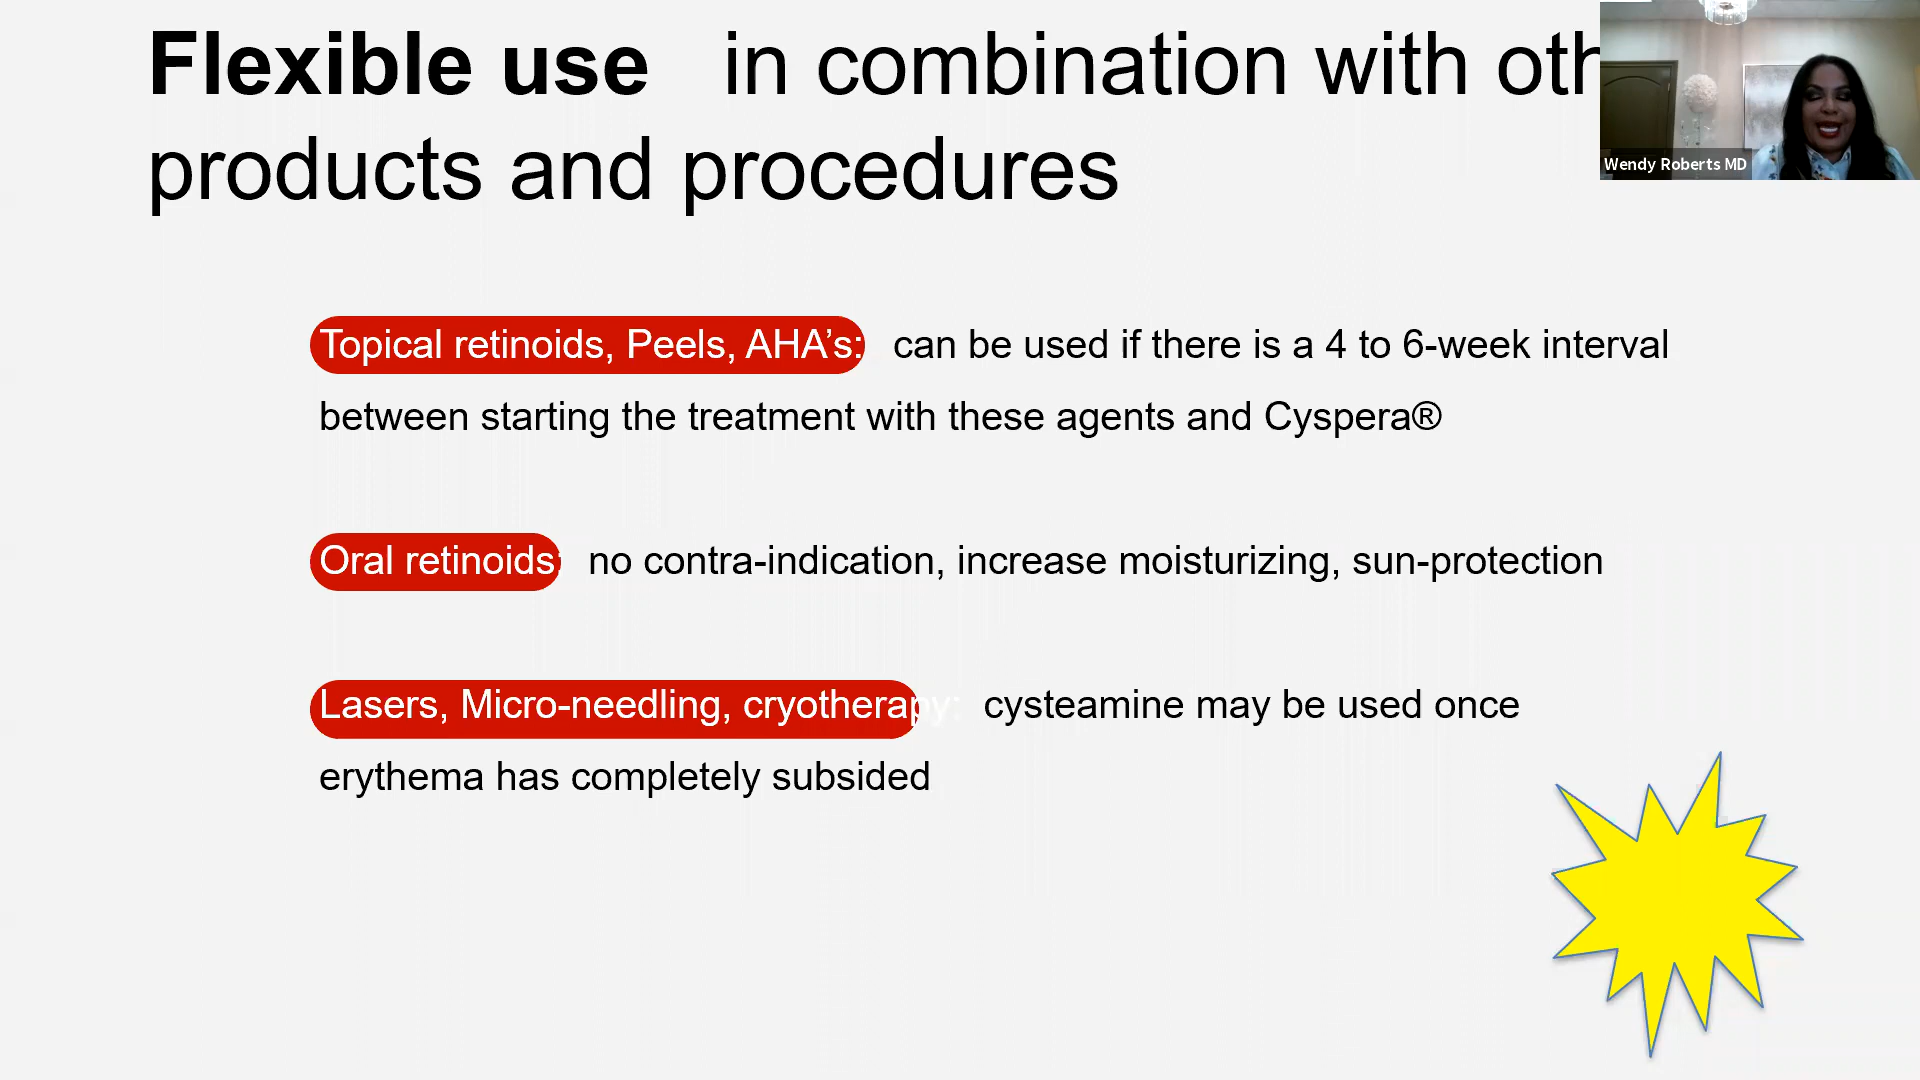 Flexible use in combination with
products and procedures
Wendy Roberts MD
Topical retinoids, Peels, AHA’s: can be used if there is a 4 to 6-week interval
between starting the treatment with these agents and Cyspera®
Oral retinoids: no contra-indication, increase moisturizing, sun-protection
Lasers, Micro-needling, cryotherapy: cysteamine may be used once
erythema has completely subsided